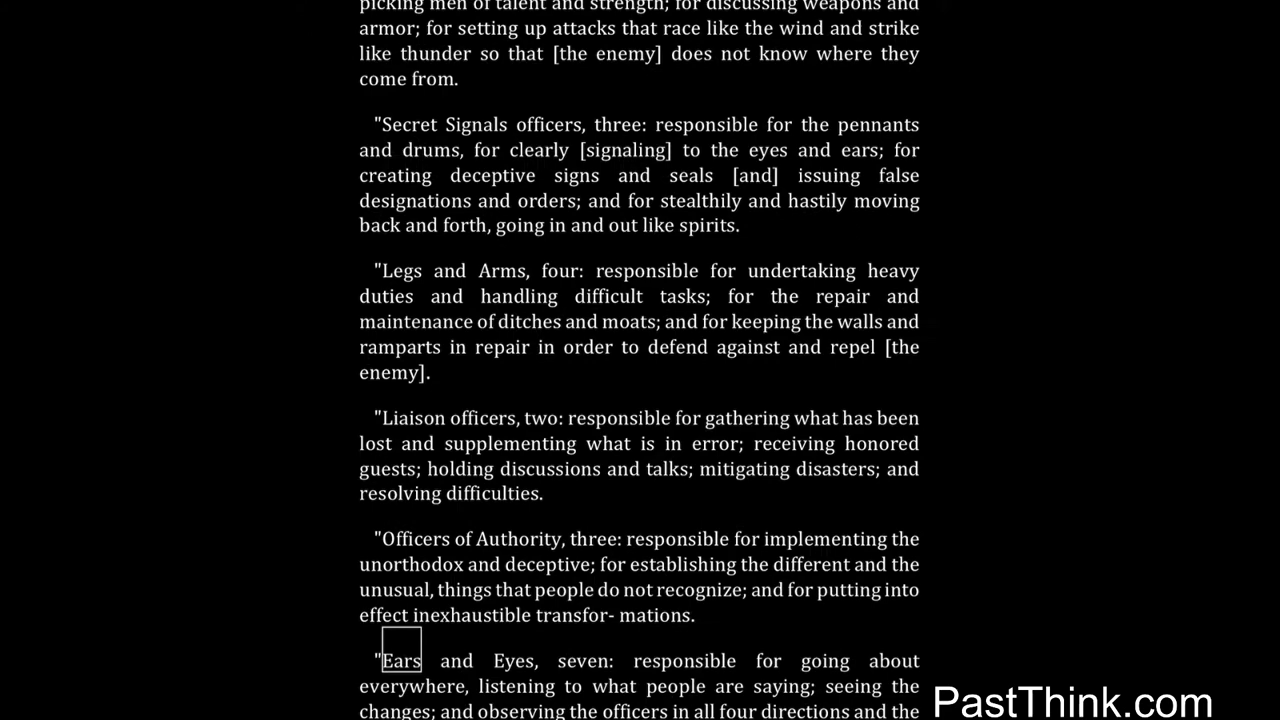 picking men of talent and strength; for discussing weapons and
armor; for setting up attacks that race like the wind and strike
like thunder so that [the enemy] does not know where they
come from.
"Secret Signals officers, three: responsible for the pennants
and drums, for clearly [signaling] to the eyes and ears; for
creating deceptive signs and seals [and] issuing false
designations and orders; and for stealthily and hastily moving
back and forth, going in and out like spirits.
"Legs and Arms, four: responsible for undertaking heavy
duties and handling difficult tasks; for the repair and
maintenance of ditches and moats; and for keeping the walls and
ramparts in repair in order to defend against and repel [the
enemy].
"Liaison officers, two: responsible for gathering what has been
lost and supplementing what is in error; receiving honored
guests; holding discussions and talks; mitigating disasters; and
resolving difficulties.
"Officers of Authority, three: responsible for implementing the
unorthodox and deceptive; for establishing the different and the
unusual, things that people do not recognize; and for putting into
effect inexhaustible transfor- mations.
"Ears and Eyes, seven: responsible for going about
everywhere, listening to what people are saying; seeing the
changes; and observing the officers in all four directions and the
PastThink.com